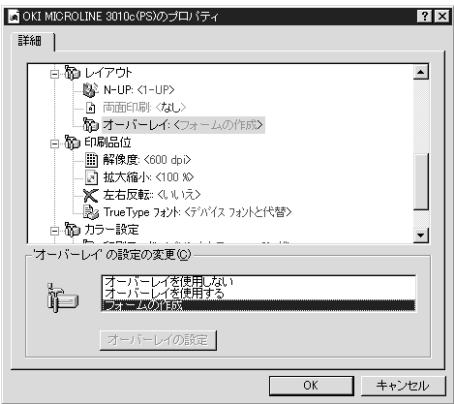 OKI MICROLINE 3010c(PS)のプロパティ
詳細
レイアウト
N-UP: <1-UP>
両面印刷: <なし>
オーバーレイ: <フォームの作成>
印刷品位
解像度: <600 dpi>
拡大縮小: <100 %>
左右反転: <いいえ>
TrueType フォント: <デバイス フォントと代替>
カラー設定
'オーバーレイ' の設定の変更(C)
オーバーレイを使用しない
オーバーレイを使用する
フォームの作成
オーバーレイの設定
OK
キャンセル